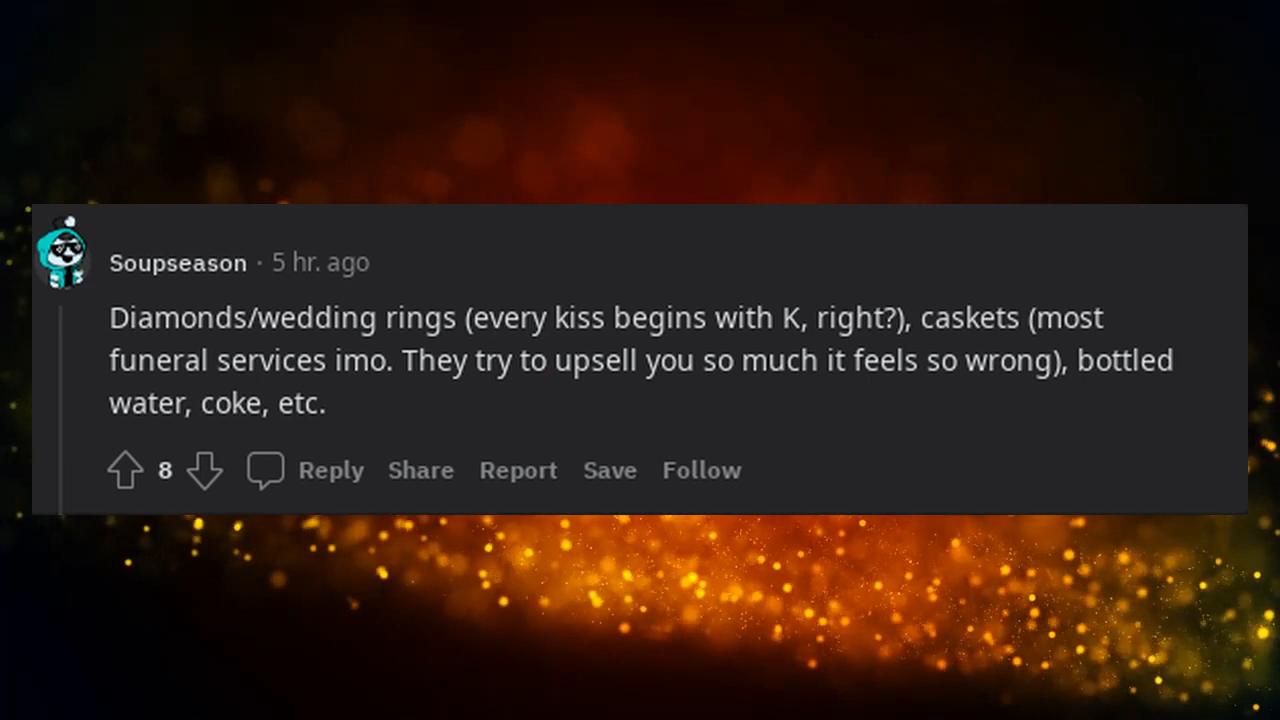 Soupseason · 5 hr. ago
Diamonds/wedding rings (every kiss begins with K, right?), caskets (most
funeral services imo. They try to upsell you so much it feels so wrong), bottled
water, coke, etc.
8 Reply Share Report Save Follow